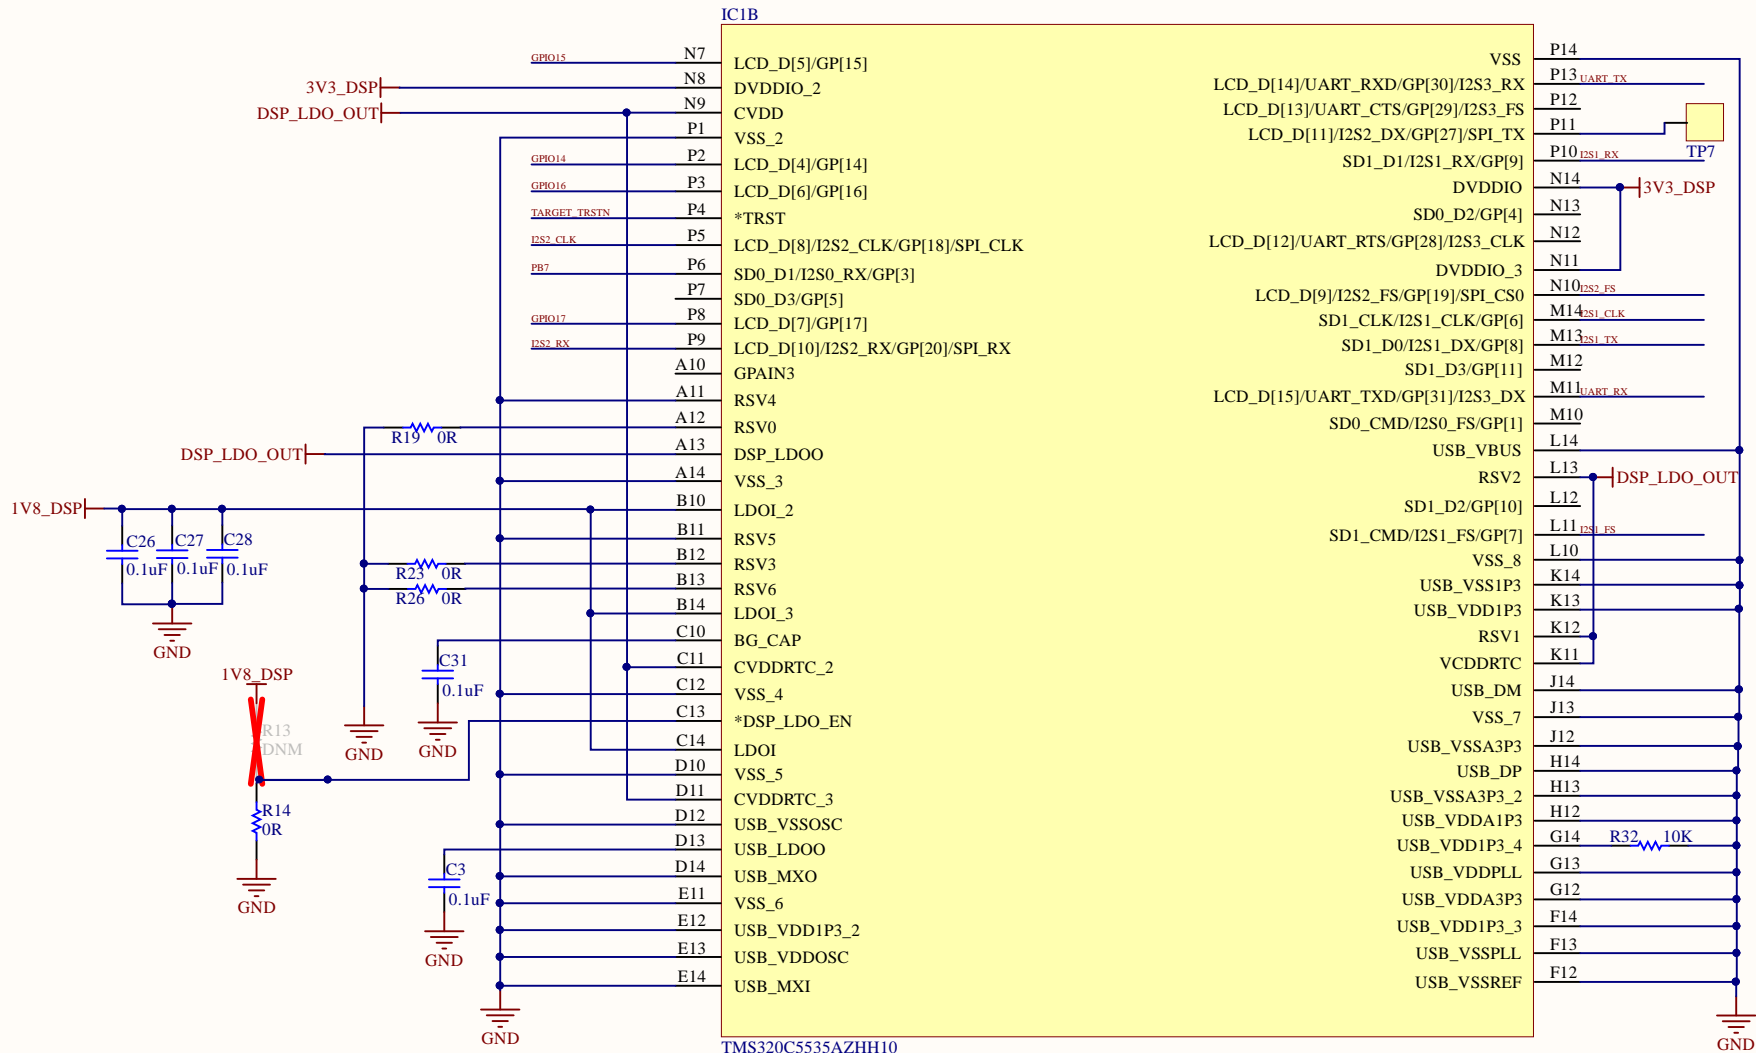 IC1B
GPIO15 N7 LCD_D[5]/GP[15]
3V3_DSP N8 DVDDIO_2
DSP_LDO_OUT N9 CVDD
P1 VSS_2
GPIO14 P2 LCD_D[4]/GP[14]
GPIO16 P3 LCD_D[6]/GP[16]
TARGET_TRSTN P4 *TRST
I2S2_CLK P5 LCD_D[8]/I2S2_CLK/GP[18]/SPI_CLK
PB7 P6 SD0_D1/I2S0_RX/GP[3]
P7 SD0_D3/GP[5]
GPIO17 P8 LCD_D[7]/GP[17]
I2S2_RX P9 LCD_D[10]/I2S2_RX/GP[20]/SPI_RX
A10 GPAIN3
A11 RSV4
R19 0R A12 RSV0
DSP_LDO_OUT A13 DSP_LDOO
A14 VSS_3
1V8_DSP B10 LDOI_2
B11 RSV5
R23 0R B12 RSV3
R26 0R B13 RSV6
B14 LDOI_3
C10 BG_CAP
C11 CVDDRTC_2
C12 VSS_4
C13 *DSP_LDO_EN
C14 LDOI
D10 VSS_5
D11 CVDDRTC_3
D12 USB_VSSOSC
D13 USB_LDOO
D14 USB_MXO
E11 VSS_6
E12 USB_VDD1P3_2
E13 USB_VDDOSC
E14 USB_MXI
C26 C27 C28
0.1uF 0.1uF 0.1uF
GND
1V8_DSP
R13
DNM
R14
0R
GND
GND
C31
0.1uF
GND
C3
0.1uF
GND
GND
VSS P14
LCD_D[14]/UART_RXD/GP[30]/I2S3_RX P13 UART_TX
LCD_D[13]/UART_CTS/GP[29]/I2S3_FS P12
LCD_D[11]/I2S2_DX/GP[27]/SPI_TX P11
TP7
SD1_D1/I2S1_RX/GP[9] P10 I2S1_RX
DVDDIO N14 3V3_DSP
SD0_D2/GP[4] N13
LCD_D[12]/UART_RTS/GP[28]/I2S3_CLK N12
DVDDIO_3 N11
LCD_D[9]/I2S2_FS/GP[19]/SPI_CS0 N10 I2S2_FS
SD1_CLK/I2S1_CLK/GP[6] M14 I2S1_CLK
SD1_D0/I2S1_DX/GP[8] M13 I2S1_TX
SD1_D3/GP[11] M12
LCD_D[15]/UART_TXD/GP[31]/I2S3_DX M11 UART_RX
SD0_CMD/I2S0_FS/GP[1] M10
USB_VBUS L14
RSV2 L13 DSP_LDO_OUT
SD1_D2/GP[10] L12
SD1_CMD/I2S1_FS/GP[7] L11 I2S1_FS
VSS_8 L10
USB_VSS1P3 K14
USB_VDD1P3 K13
RSV1 K12
VCDDRTC K11
USB_DM J14
VSS_7 J13
USB_VSSA3P3 J12
USB_DP H14
USB_VSSA3P3_2 H13
USB_VDDA1P3 H12
USB_VDD1P3_4 G14 R32 10K
USB_VDDPLL G13
USB_VDDA3P3 G12
USB_VDD1P3_3 F14
USB_VSSPLL F13
USB_VSSREF F12
GND
TMS320C5535AZHH10